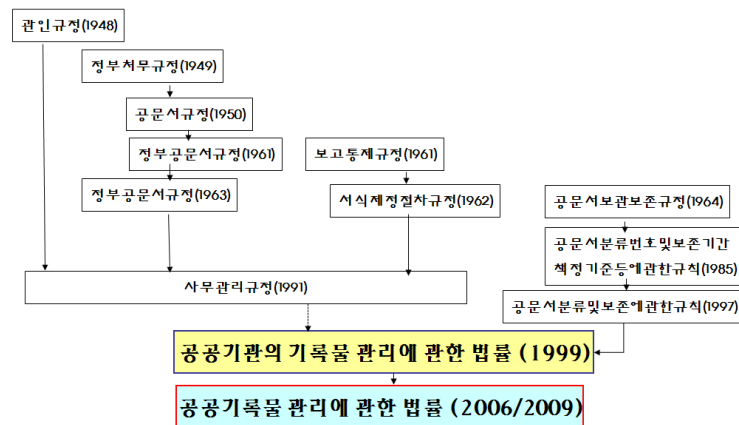 관인규정(1948)
정부처무규정(1949)
공문서규정(1950)
정부공문서규정(1961)
보고통제규정(1961)
정부공문서규정(1963)
서식제정절차규정(1962)
공문서보관보존규정(1964)
공문서분류번호및보존기간
책정기준등에관한규칙(1985)
사무관리규정(1991)
공문서분류및보존에관한규칙(1997)
공공기관의 기록물 관리에 관한 법률 (1999)
공공기록물 관리에 관한 법률 (2006/2009)